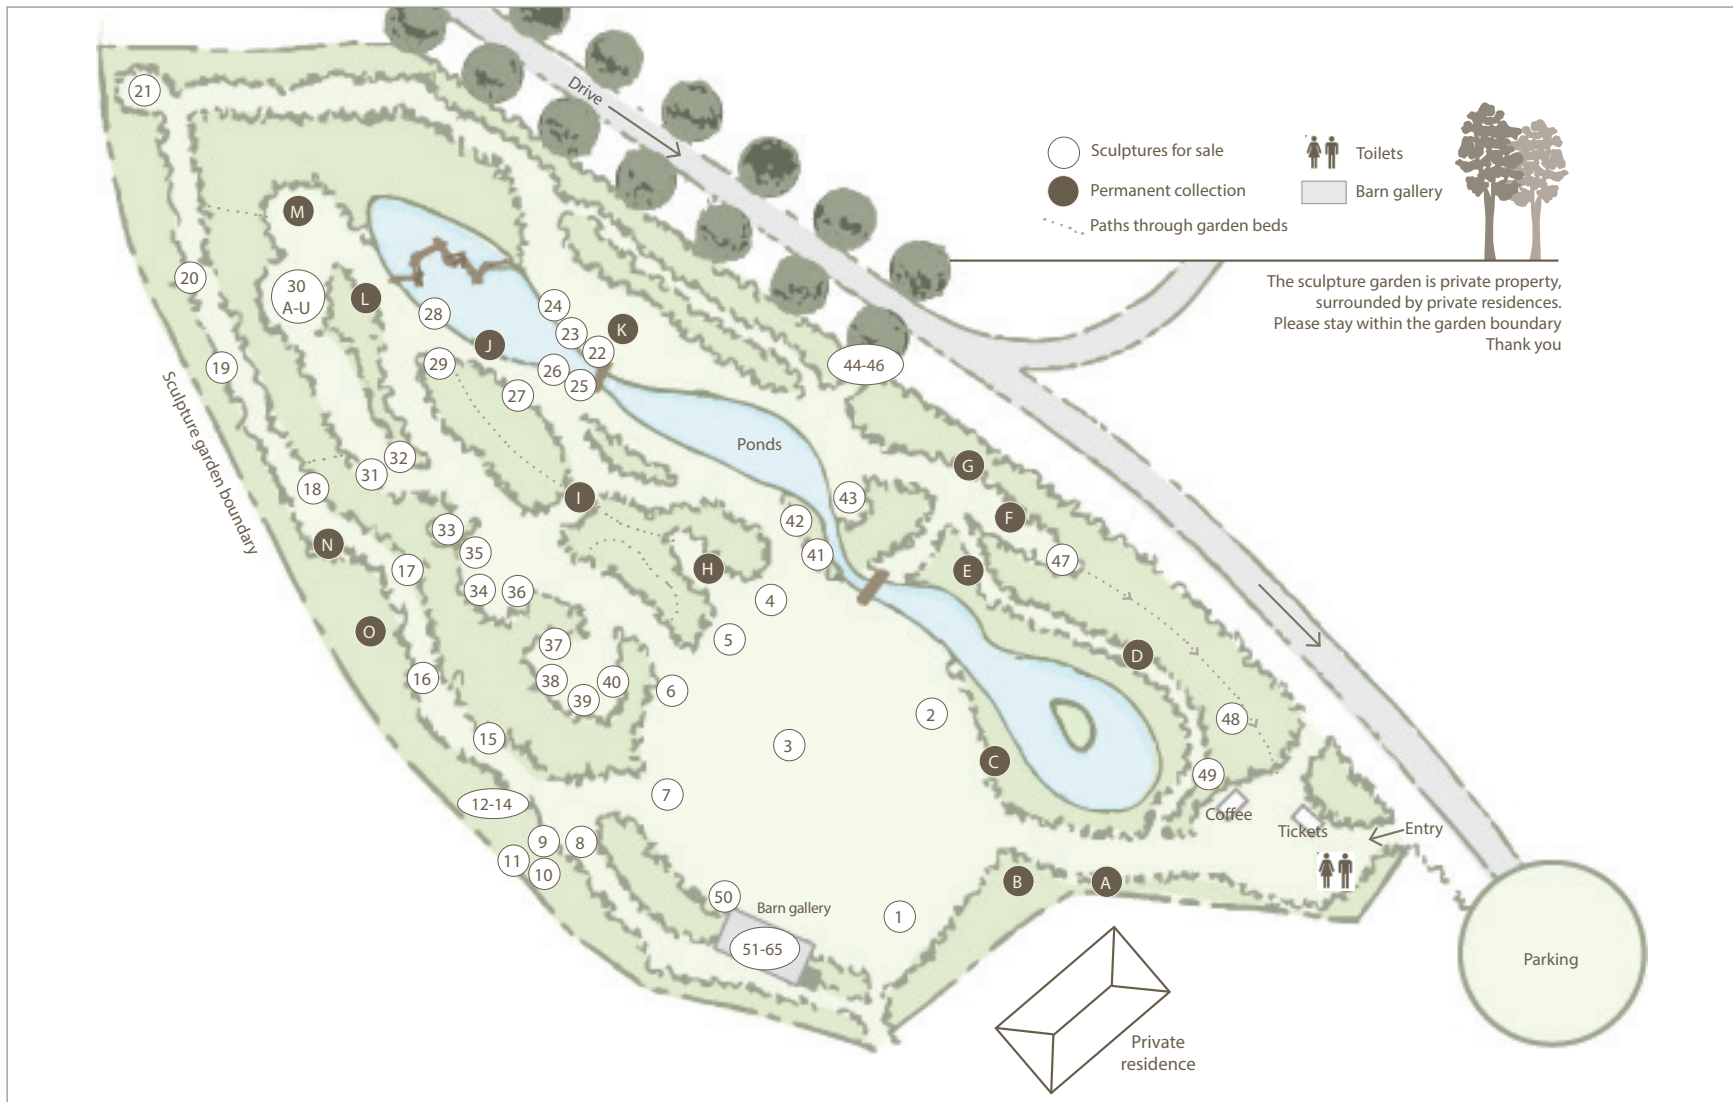 Drive
Sculptures for sale
Toilets
Permanent collection
Barn gallery
Paths through garden beds
The sculpture garden is private property,
surrounded by private residences.
Please stay within the garden boundary
Thank you
21
M
20
30
A-U
L
28
24
23
K
22
J
26
25
29
27
44-46
19
Sculpture garden boundary
Ponds
32
31
18
I
43
42
41
G
F
47
E
33
35
N
17
34
36
H
4
5
O
37
38
39
40
6
16
D
2
48
15
3
C
49
7
12-14
Coffee
Tickets
Entry
9
8
11
10
B
A
50
Barn gallery
1
51-65
Parking
Private
residence